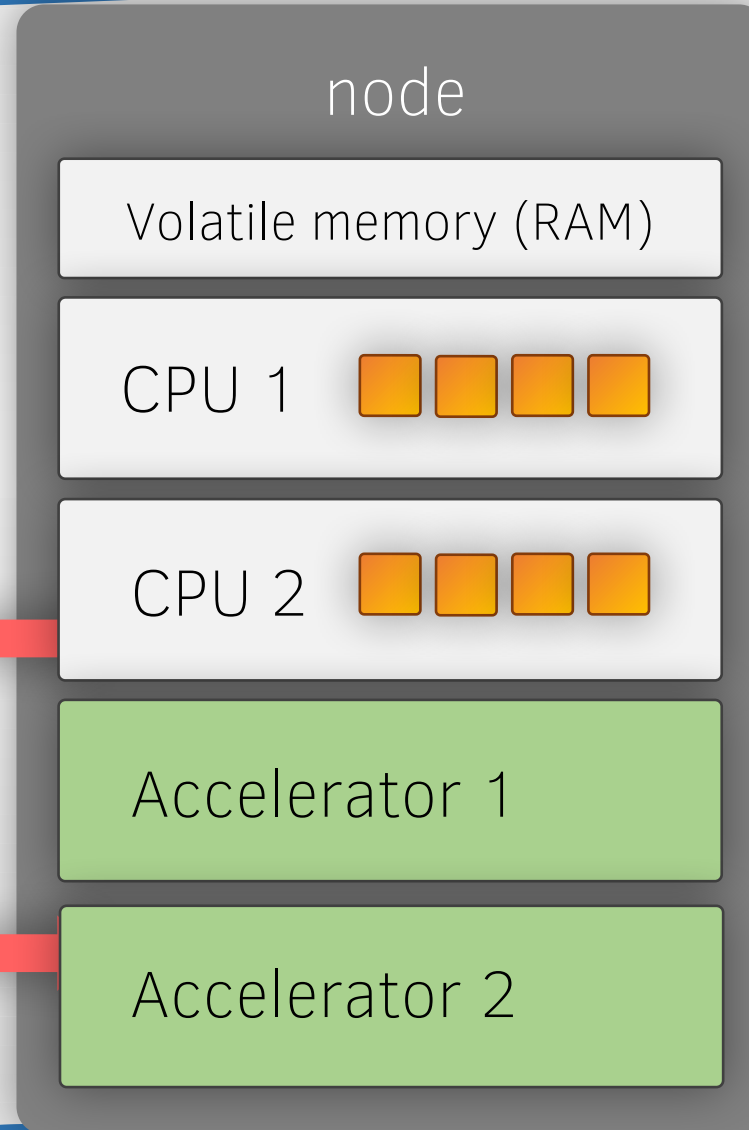 node
Volatile memory (RAM)
CPU 1
CPU 2
Accelerator 1
Accelerator 2